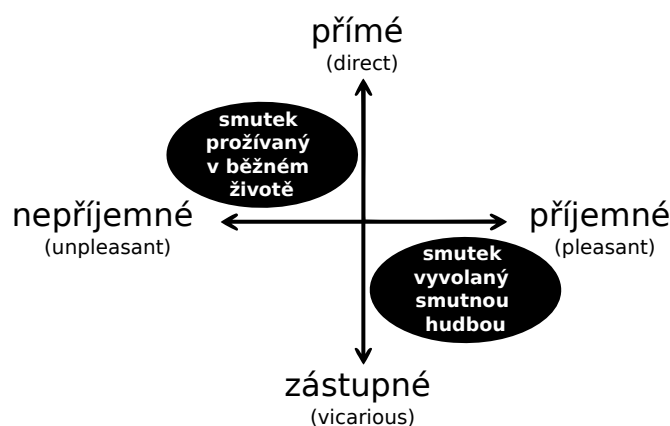 přímé
(direct)
smutek
prožívaný
v běžném
životě
nepříjemné
(unpleasant)
příjemné
(pleasant)
smutek
vyvolaný
smutnou
hudbou
zástupné
(vicarious)